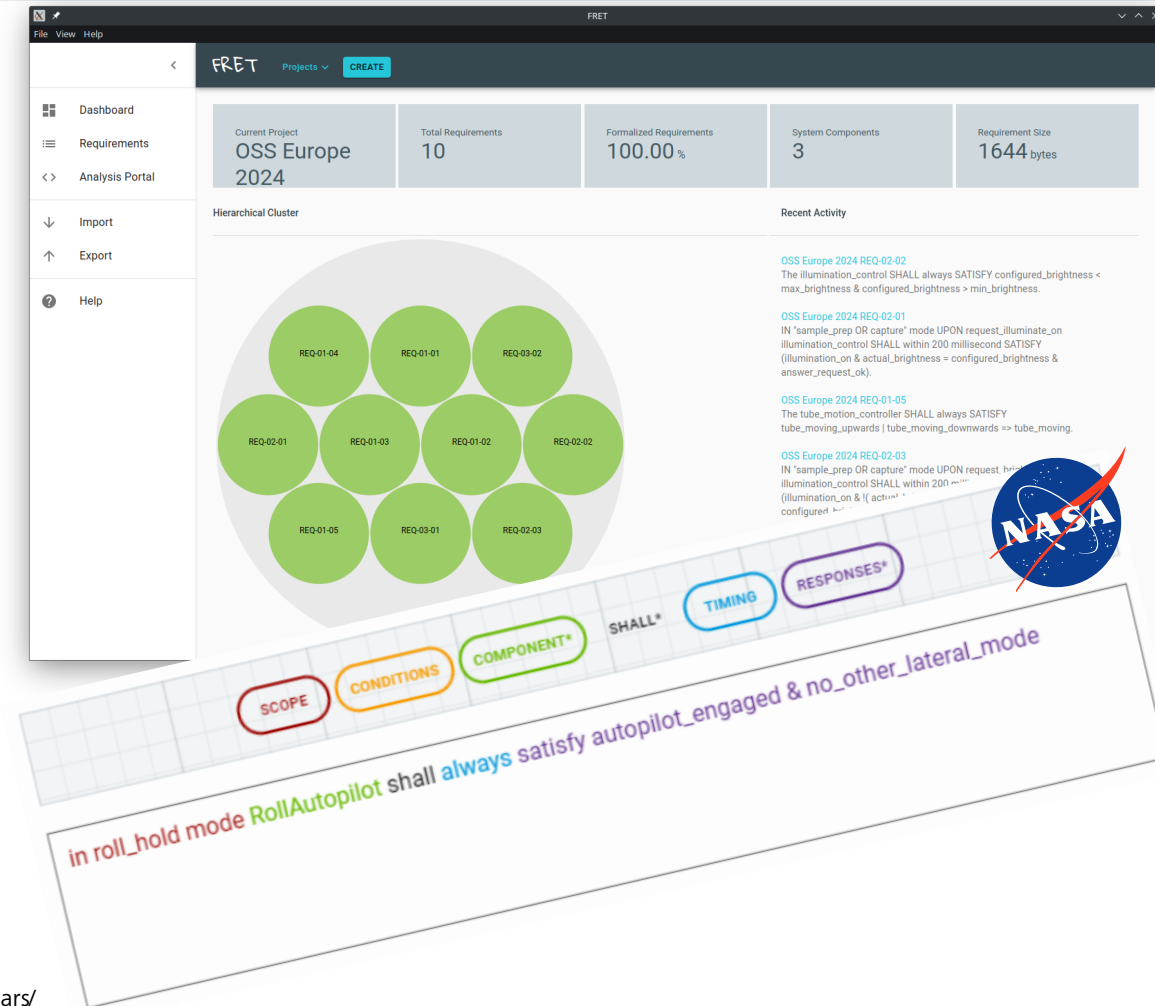 FRET
File View Help
FRET Projects CREATE
Dashboard
Requirements
Analysis Portal
Import
Export
Help
Current Project
OSS Europe
2024
Total Requirements
10
Formalized Requirements
100.00 %
System Components
3
Requirement Size
1644 bytes
Hierarchical Cluster
REQ-01-04 REQ-01-01 REQ-03-02
REQ-02-01 REQ-01-03 REQ-01-02 REQ-02-02
REQ-01-05 REQ-03-01 REQ-02-03
Recent Activity
OSS Europe 2024 REQ-02-02
The illumination_control SHALL always SATISFY configured_brightness <
max_brightness & configured_brightness > min_brightness.
OSS Europe 2024 REQ-02-01
IN "sample_prep OR capture" mode UPON request_illuminate_on
illumination_control SHALL within 200 millisecond SATISFY
(illumination_on & actual_brightness = configured_brightness &
answer_request_ok).
OSS Europe 2024 REQ-01-05
The tube_motion_controller SHALL always SATISFY
tube_moving_upwards | tube_moving_downwards => tube_moving.
OSS Europe 2024 REQ-02-03
IN "sample_prep OR capture" mode UPON
illumination_control SHALL within 200
(illumination_on & !(
NASA
SCOPE CONDITIONS COMPONENT* SHALL* TIMING RESPONSES*
in roll_hold mode RollAutopilot shall always satisfy autopilot_engaged & no_other_lateral_mode
ars/